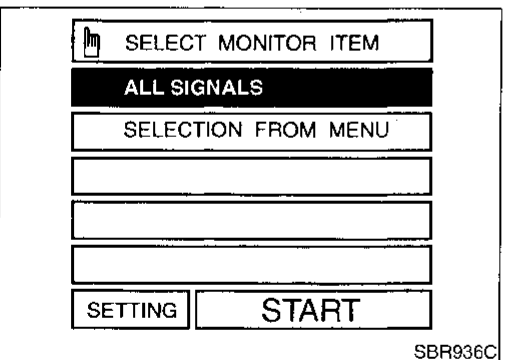 SELECT MONITOR ITEM
ALL SIGNALS
SELECTION FROM MENU
SETTING START
SBR936C